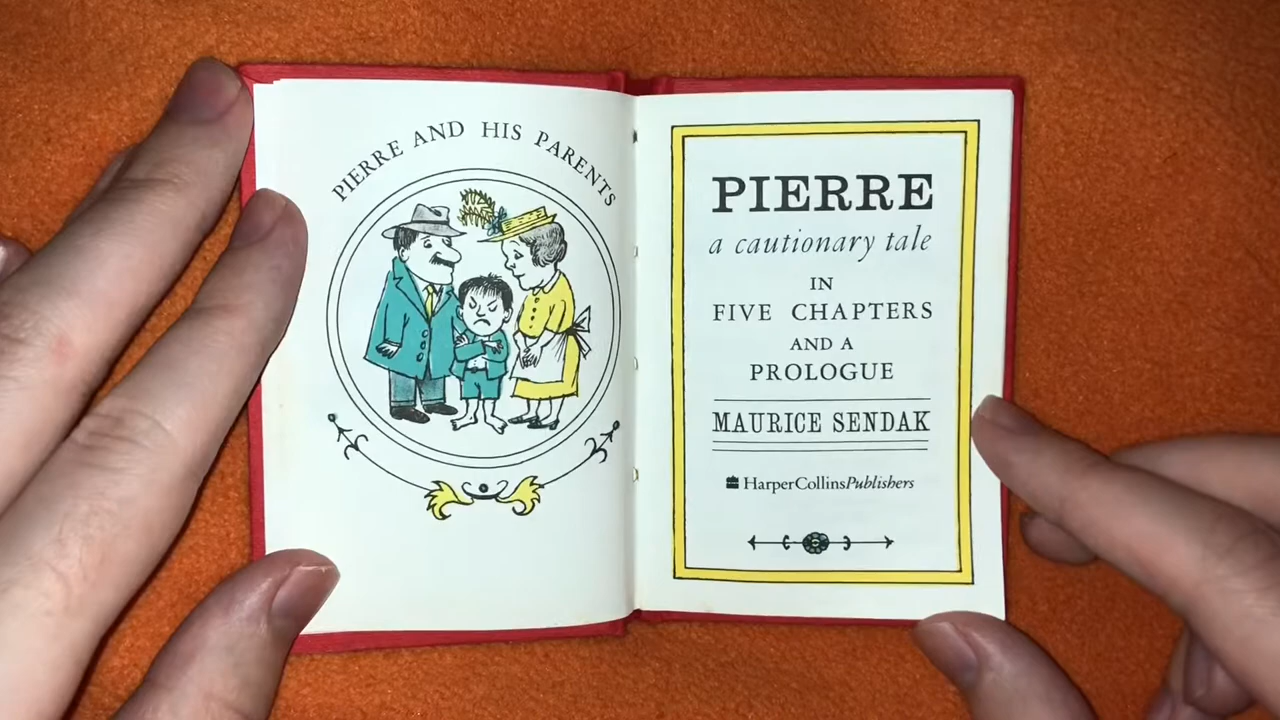 PIERRE AND HIS PARENTS
PIERRE
a cautionary tale
IN
FIVE CHAPTERS
AND A
PROLOGUE
MAURICE SENDAK
HarperCollinsPublishers